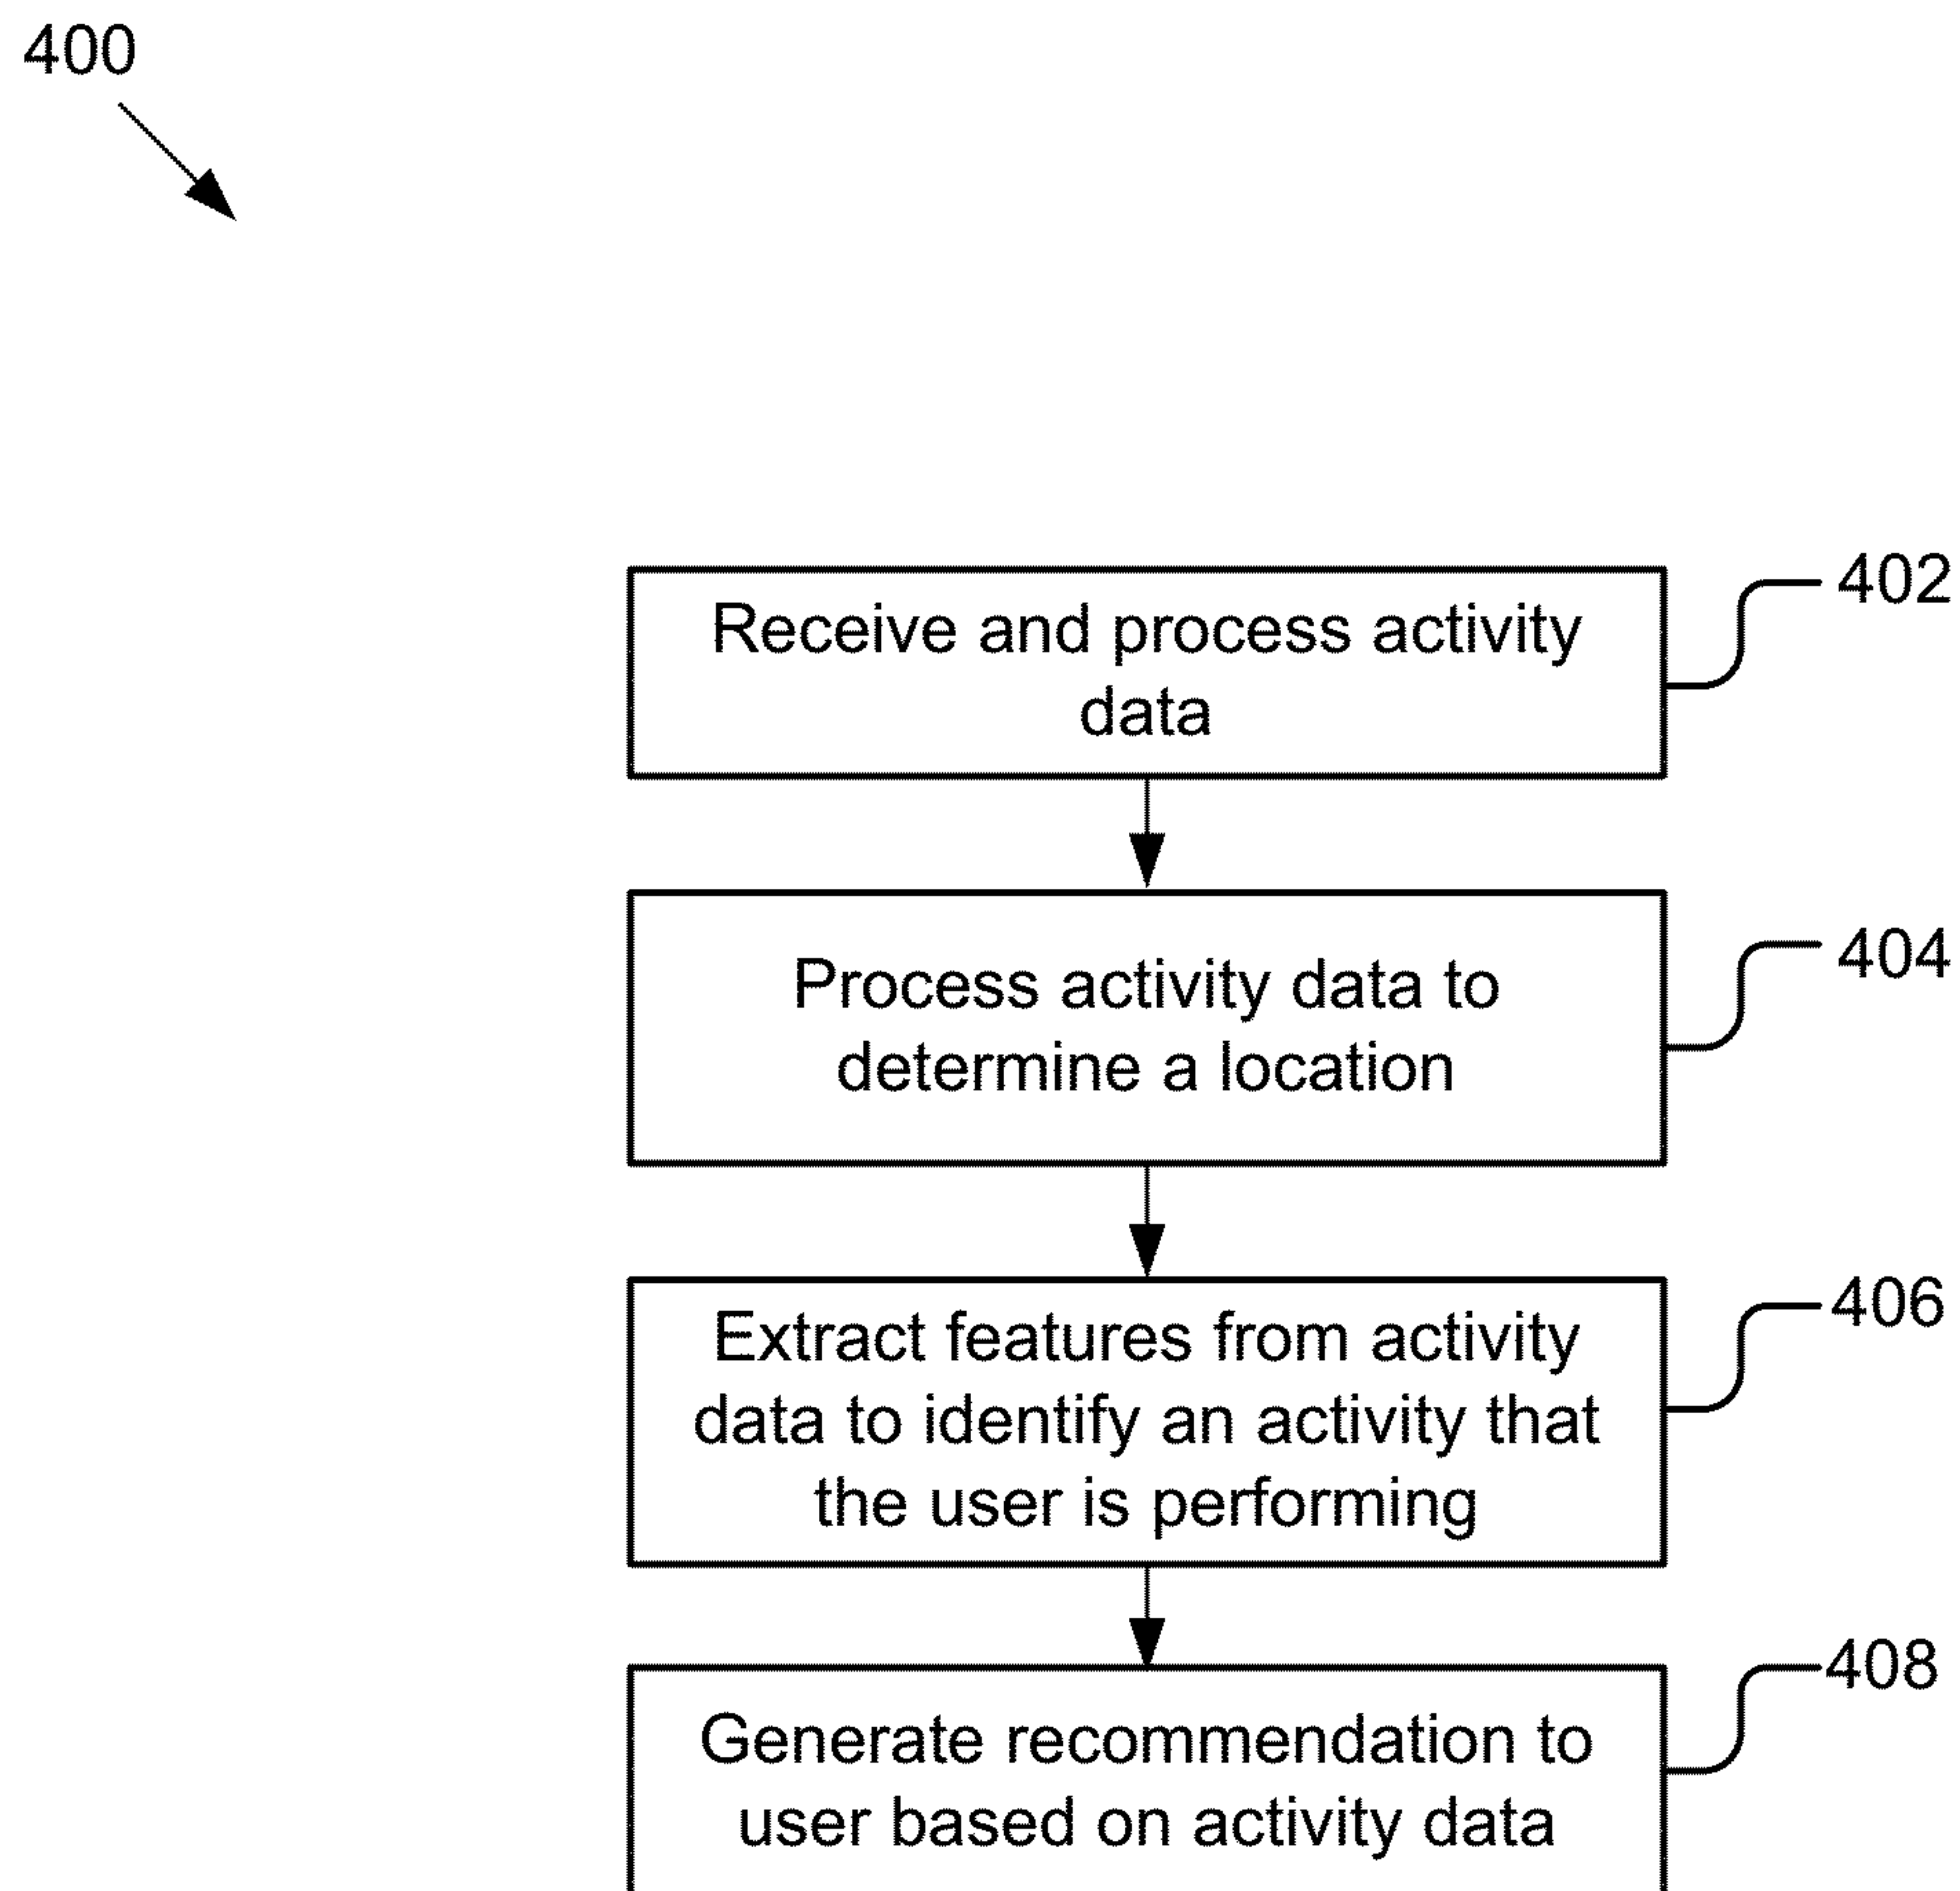 400
Receive and process activity
data
402
Process activity data to
determine a location
404
Extract features from activity
data to identify an activity that
the user is performing
406
Generate recommendation to
user based on activity data
408